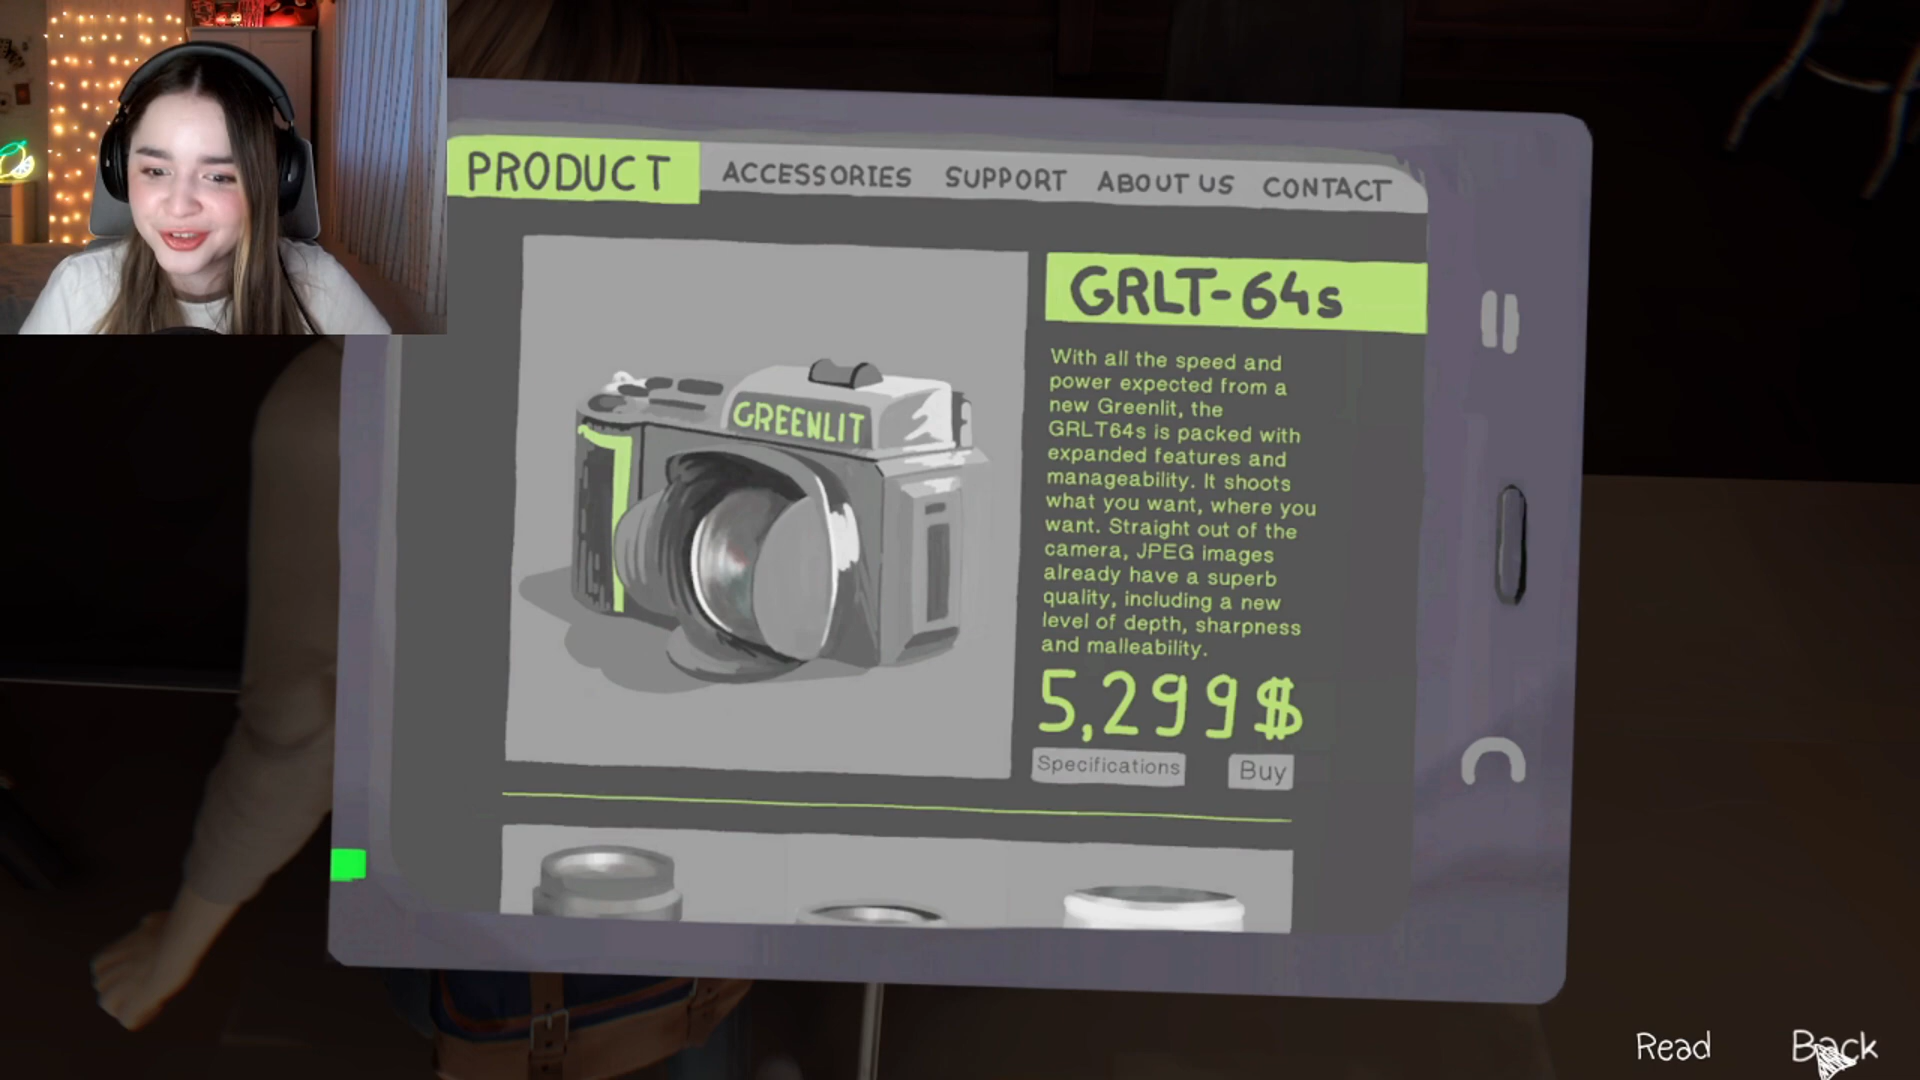 PRODUCT
ACCESSORIES
SUPPORT
ABOUT US
CONTACT
GREENLIT
GRLT-64s
With all the speed and
power expected from a
new Greenlit, the
GRLT64s is packed with
expanded features and
manageability. It shoots
what you want, where you
want. Straight out of the
camera, JPEG images
already have a superb
quality, including a new
level of depth, sharpness
and malleability.
5,299$
Specifications
Buy
Read
Back